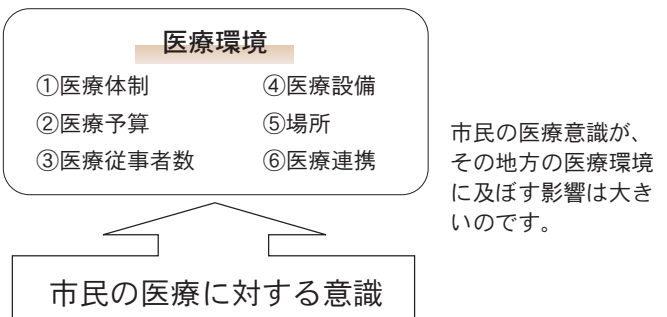 医療環境
①医療体制
②医療予算
③医療従事者数
④医療設備
⑤場所
⑥医療連携
市民の医療意識が、
その地方の医療環境
に及ぼす影響は大き
いのです。
市民の医療に対する意識